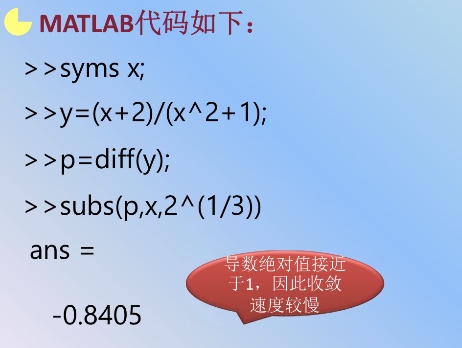 MATLAB代码如下：
>>syms x;
>>y=(x+2)/(x^2+1);
>>p=diff(y);
>>subs(p,x,2^(1/3))
ans =
-0.8405
导数绝对值接近
于1，因此收敛
速度较慢